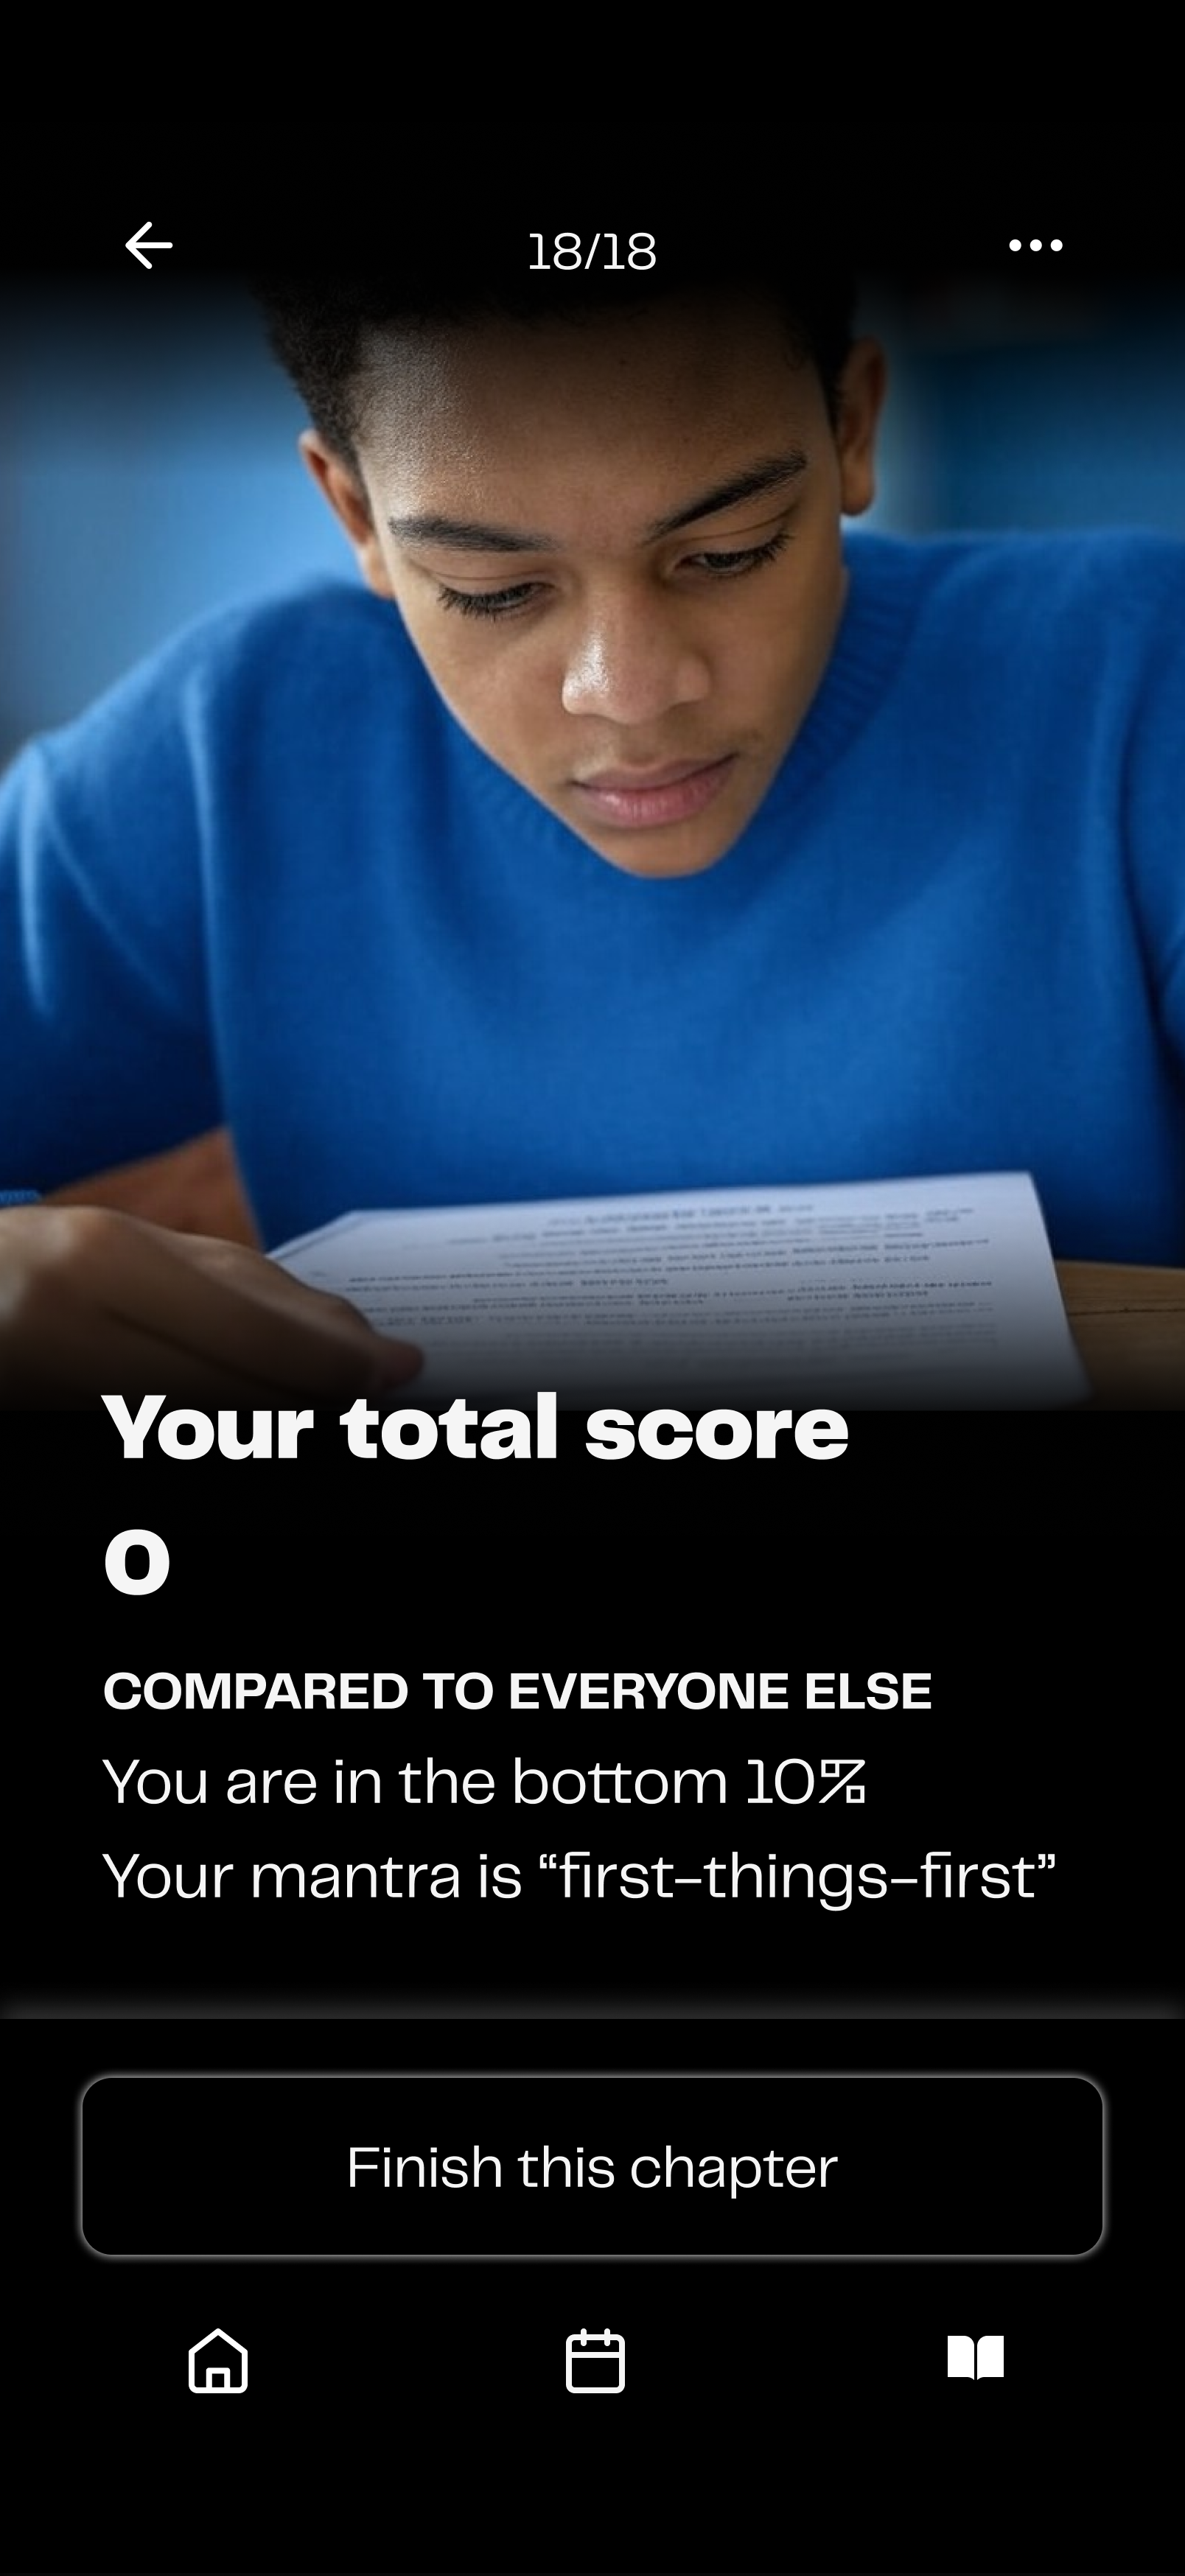 18/18
Your total score
0
COMPARED TO EVERYONE ELSE
You are in the bottom 10%
Your mantra is “first-things-first”
Finish this chapter